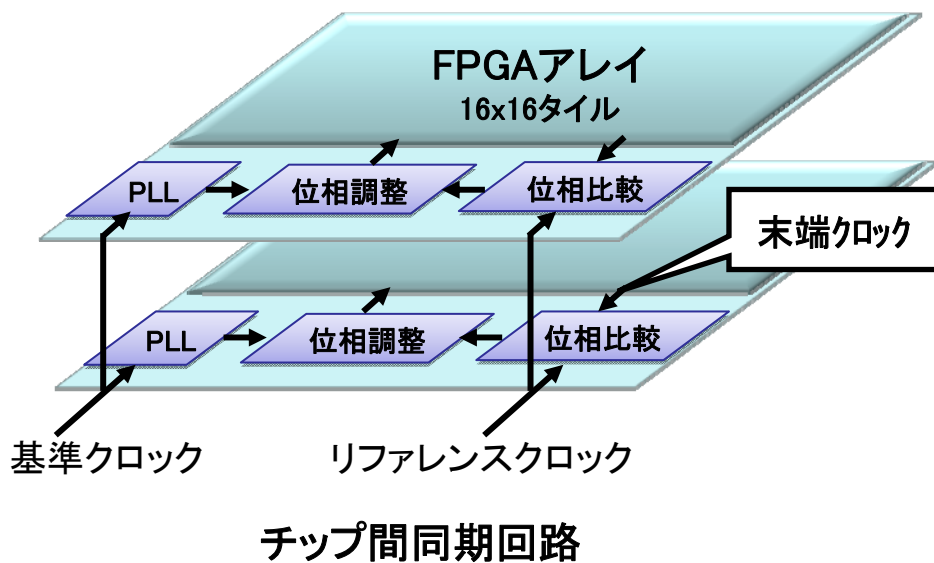 FPGAアレイ
16x16タイル
PLL
位相調整
位相比較
末端クロック
PLL
位相調整
位相比較
基準クロック
リファレンスクロック
チップ間同期回路